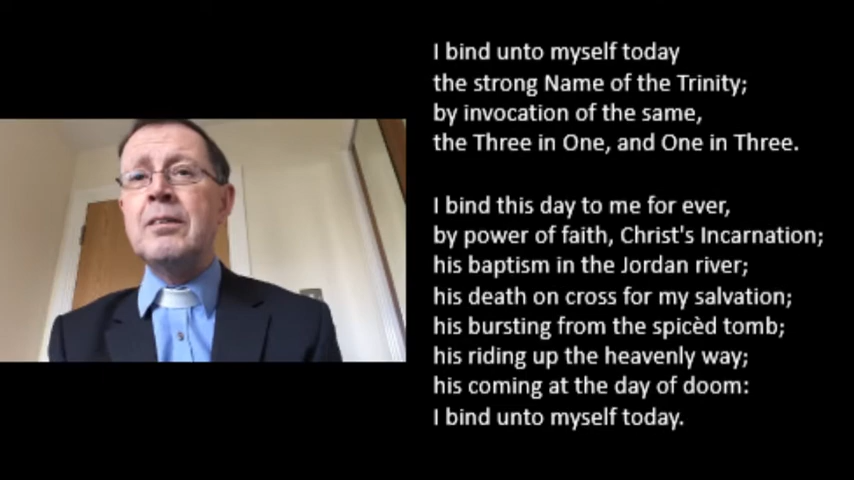 I bind unto myself today
the strong Name of the Trinity;
by invocation of the same,
the Three in One, and One in Three.
I bind this day to me for ever,
by power of faith, Christ's Incarnation;
his baptism in the Jordan river;
his death on cross for my salvation;
his bursting from the spicèd tomb;
his riding up the heavenly way;
his coming at the day of doom:
I bind unto myself today.